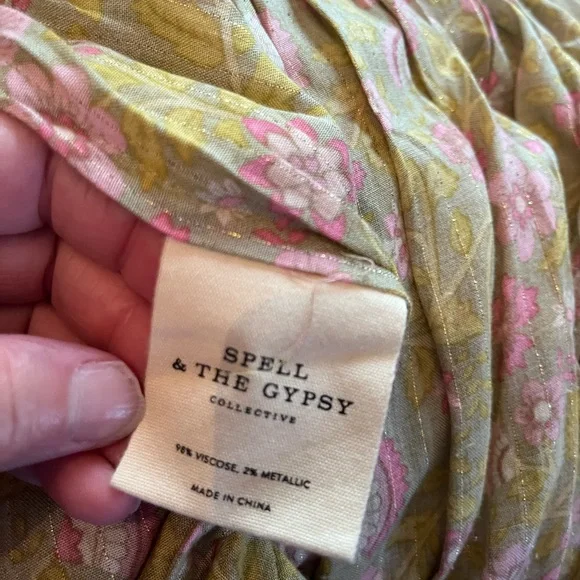 SPELL
& THE GYPSY
COLLECTIVE
98% VISCOSE, 2% METALLIC
MADE IN CHINA